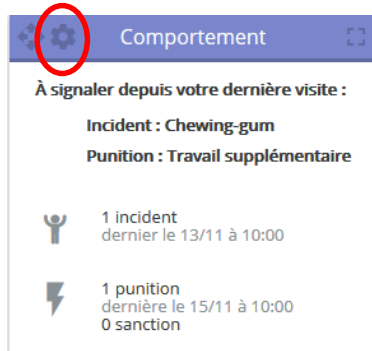 Comportement
À signaler depuis votre dernière visite :
Incident : Chewing-gum
Punition : Travail supplémentaire
1 incident
dernier le 13/11 à 10:00
1 punition
dernière le 15/11 à 10:00
0 sanction